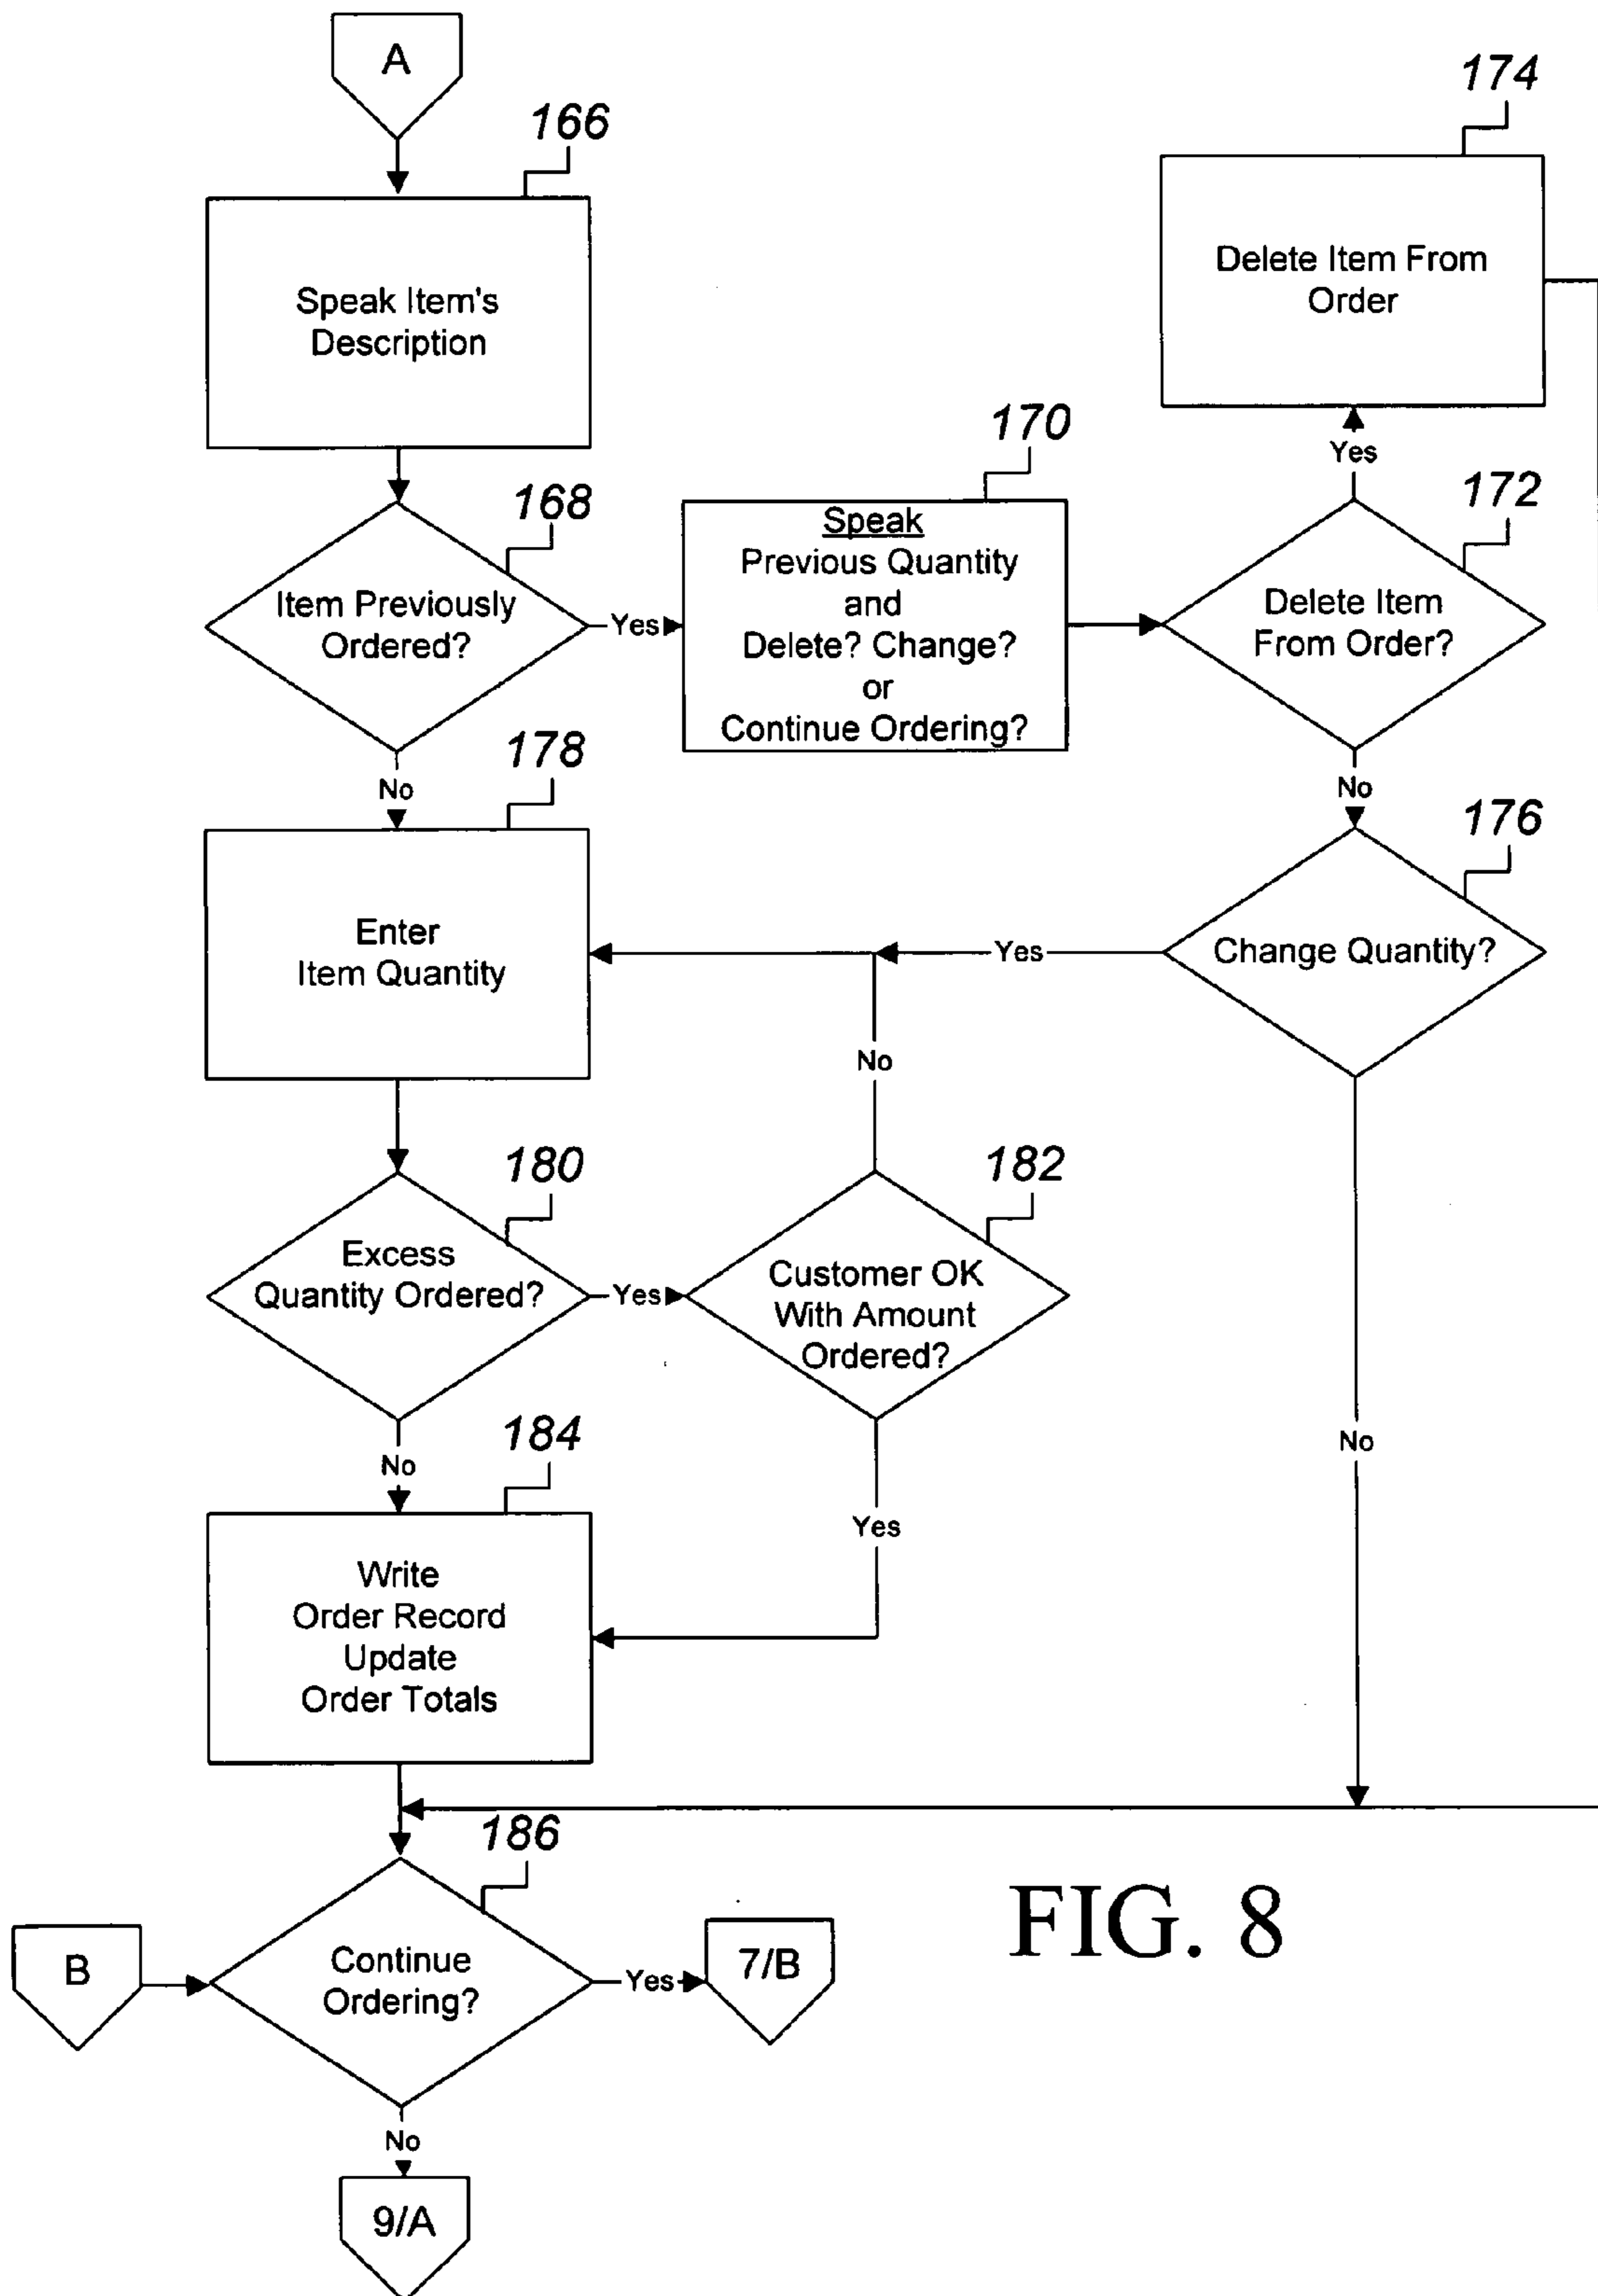 A
166
Speak Item's
Description
174
Delete Item From
Order
168
Item Previously
Ordered?
Yes
170
Speak
Previous Quantity
and
Delete? Change?
or
Continue Ordering?
Yes
172
Delete Item
From Order?
No
178
Enter
Item Quantity
No
176
Change Quantity?
Yes
No
180
Excess
Quantity Ordered?
Yes
182
Customer OK
With Amount
Ordered?
No
184
Write
Order Record
Update
Order Totals
Yes
No
186
B
Continue
Ordering?
Yes
7/B
No
9/A
FIG. 8